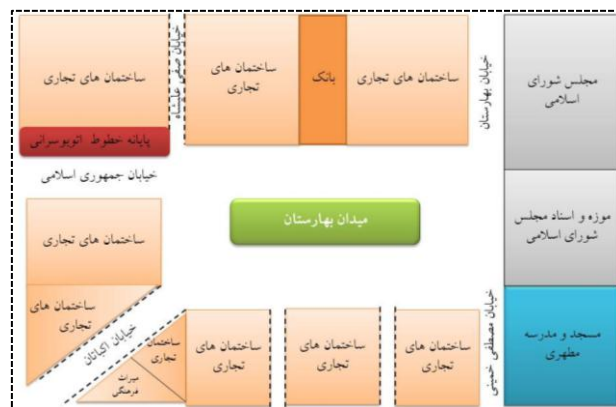 مجلس شورای
اسلامی
خیابان بهارستان
ساختمان های تجاری
بانک
ساختمان های
تجاری
خیابان صفی علیشاه
ساختمان های تجاری
پایانه خطوط اتوبوسرانی
خیابان جمهوری اسلامی
موزه و اسناد مجلس
شورای اسلامی
میدان بهارستان
ساختمان های تجاری
ساختمان های
تجاری
خیابان اکباتان
مسجد و مدرسه
مطهری
خیابان مصطفی خمینی
ساختمان های
تجاری
ساختمان های
تجاری
ساختمان های
تجاری
ساختمان
تجاری
میراث
فرهنگی